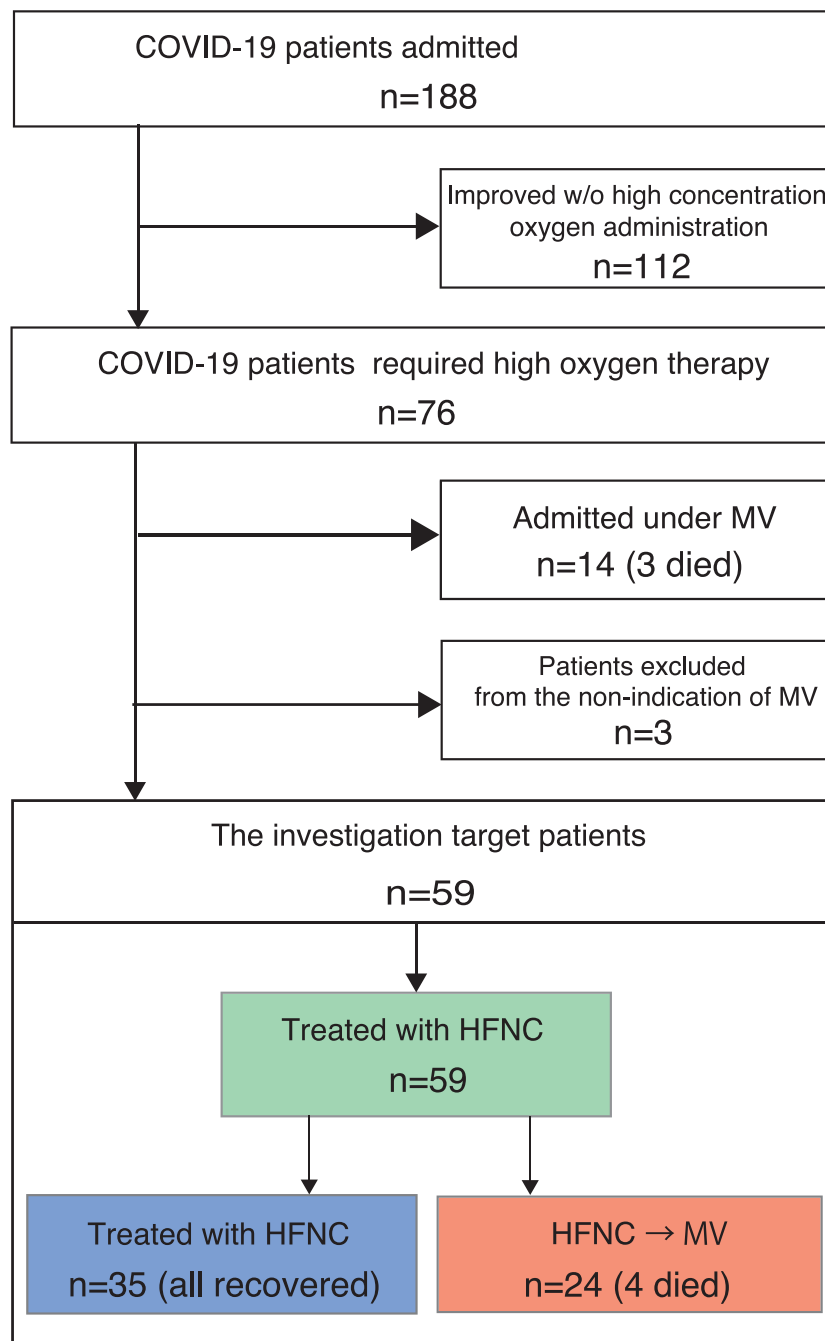 COVID-19 patients admitted
n=188
Improved w/o high concentration
oxygen administration
n=112
COVID-19 patients required high oxygen therapy
n=76
Admitted under MV
n=14 (3 died)
Patients excluded
from the non-indication of MV
n=3
The investigation target patients
n=59
Treated with HFNC
n=59
Treated with HFNC
n=35 (all recovered)
HFNC → MV
n=24 (4 died)